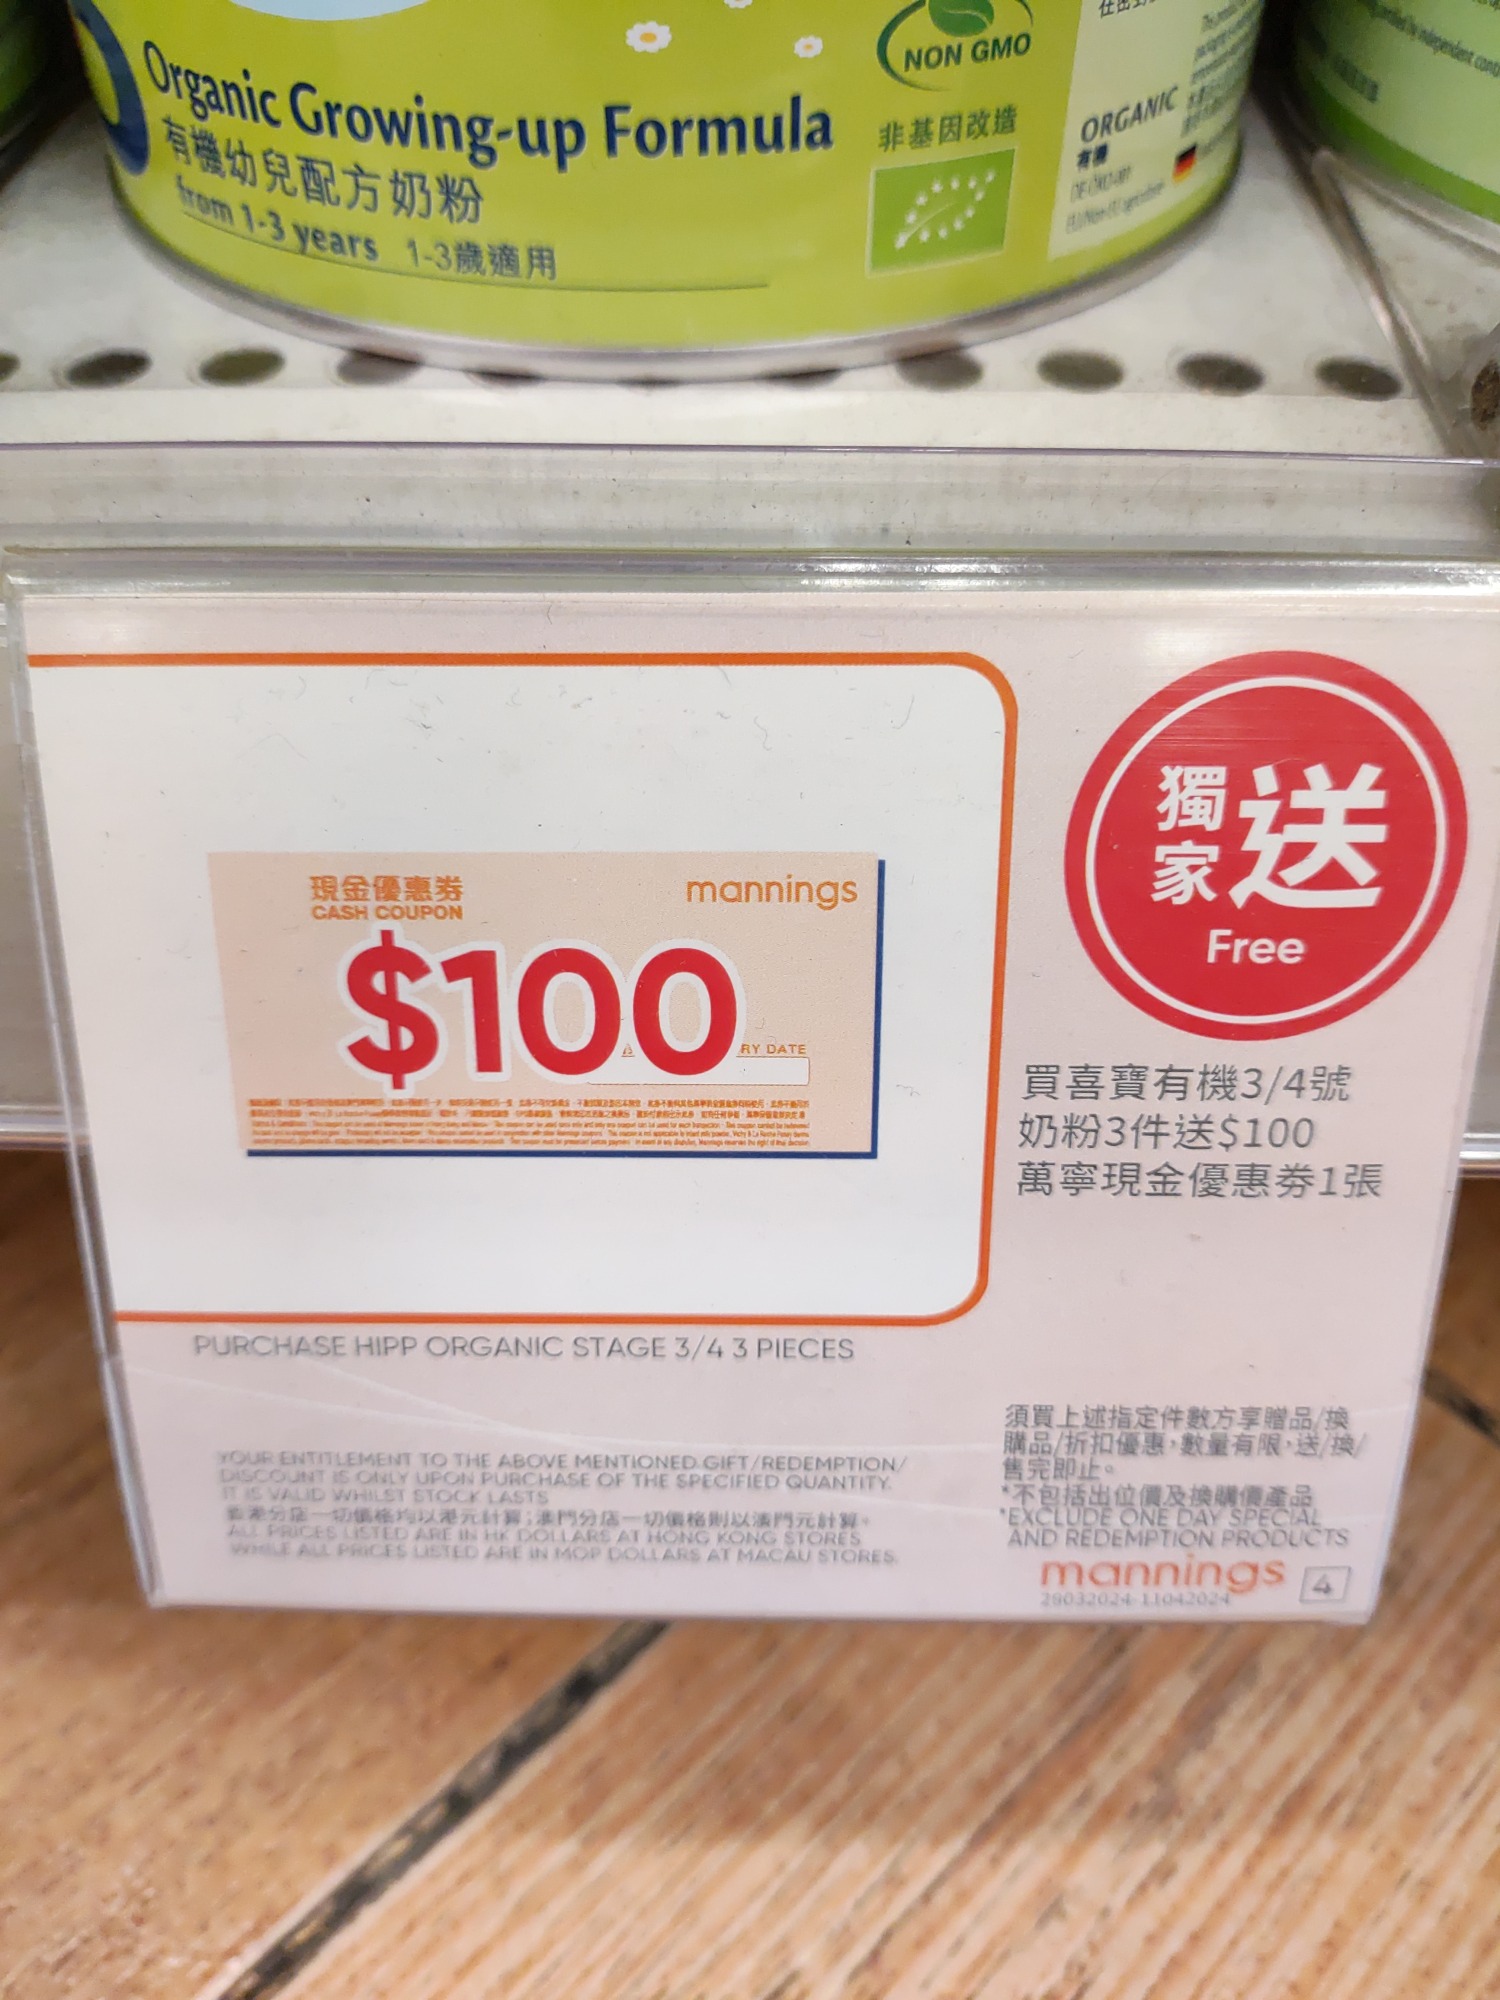 Organic Growing-up Formula
有機幼兒配方奶粉
from 1-3 years 1-3歲適用
NON GMO
非基因改造
ORGANIC
有機
獨家送
Free
現金優惠券
CASH COUPON
mannings
$100
RY DATE
買喜寶有機3/4號
奶粉3件送$100
萬寧現金優惠券1張
PURCHASE HIPP ORGANIC STAGE 3/4 3 PIECES
YOUR ENTITLEMENT TO THE ABOVE MENTIONED GIFT/REDEMPTION/
DISCOUNT IS ONLY UPON PURCHASE OF THE SPECIFIED QUANTITY.
IT IS VALID WHILST STOCK LASTS
香港分店一切價格均以港元計算；澳門分店一切價格則以澳門元計算。
ALL PRICES LISTED ARE IN HK DOLLARS AT HONG KONG STORES
WHILE ALL PRICES LISTED ARE IN MOP DOLLARS AT MACAU STORES.
須買上述指定件數方享贈品/換
購品/折扣優惠，數量有限，送/換/
售完即止。
*不包括出位價及換購價產品
*EXCLUDE ONE DAY SPECIAL
AND REDEMPTION PRODUCTS
mannings 4
29032024-11042024